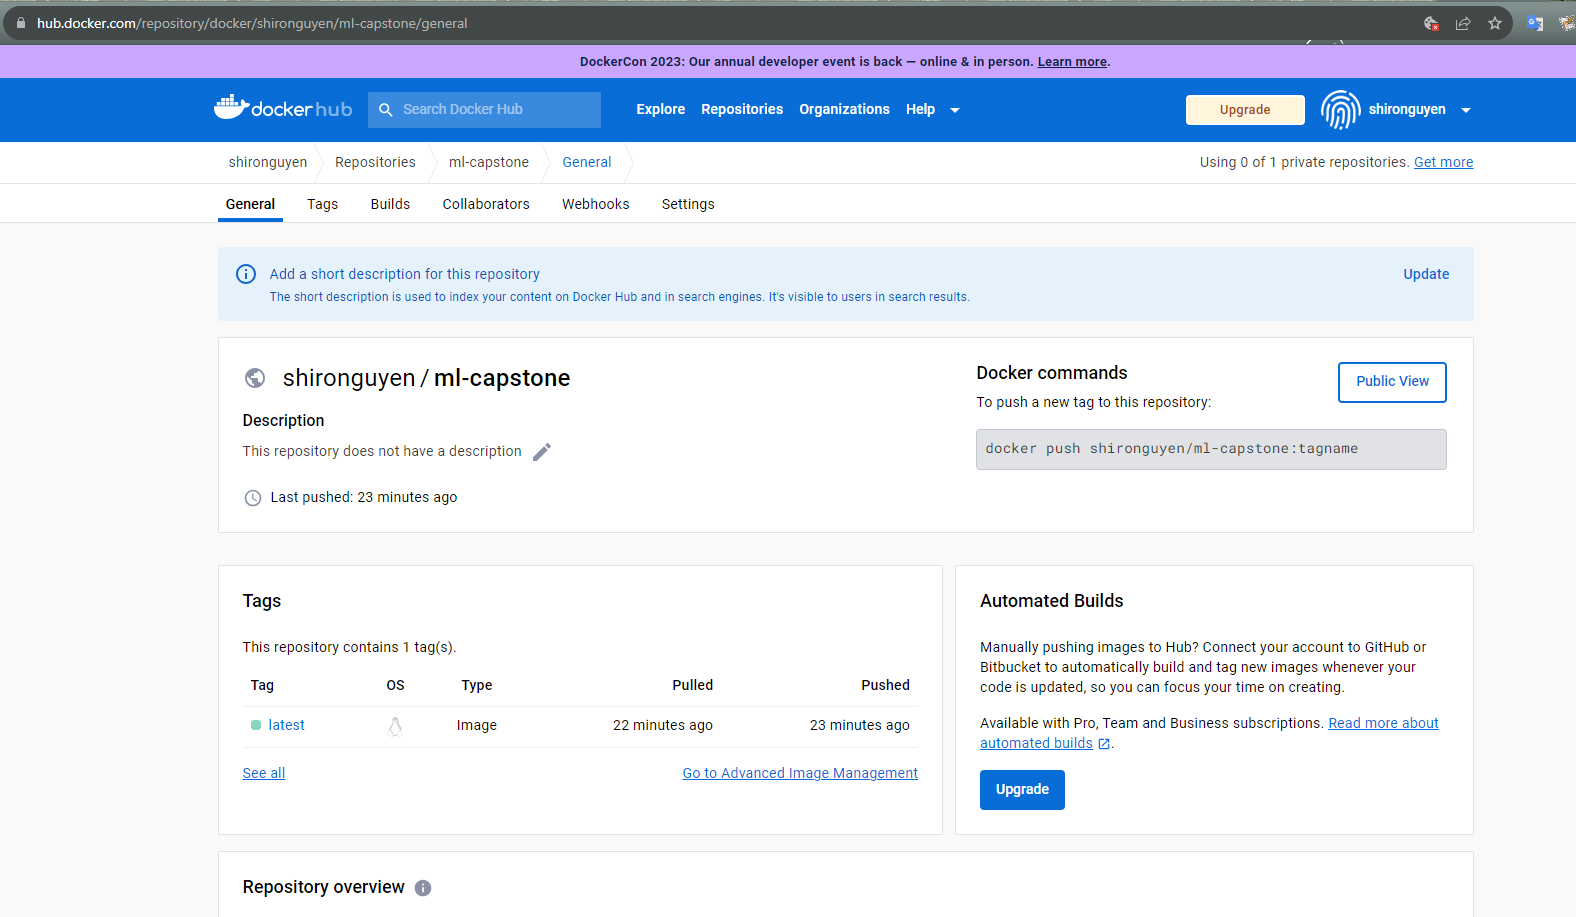 hub.docker.com/repository/docker/shironguyen/ml-capstone/general
DockerCon 2023: Our annual developer event is back — online & in person. Learn more.
docker hub
Search Docker Hub
Explore
Repositories
Organizations
Help
Upgrade
shironguyen
shironguyen
Repositories
ml-capstone
General
Using 0 of 1 private repositories. Get more
General
Tags
Builds
Collaborators
Webhooks
Settings
Add a short description for this repository
Update
The short description is used to index your content on Docker Hub and in search engines. It's visible to users in search results.
shironguyen / ml-capstone
Description
This repository does not have a description
Last pushed: 23 minutes ago
Docker commands
Public View
To push a new tag to this repository:
docker push shironguyen/ml-capstone:tagname
Tags
This repository contains 1 tag(s).
Tag OS Type Pulled Pushed
latest Image 22 minutes ago 23 minutes ago
See all
Go to Advanced Image Management
Automated Builds
Manually pushing images to Hub? Connect your account to GitHub or
Bitbucket to automatically build and tag new images whenever your
code is updated, so you can focus your time on creating.
Available with Pro, Team and Business subscriptions. Read more about
automated builds .
Upgrade
Repository overview